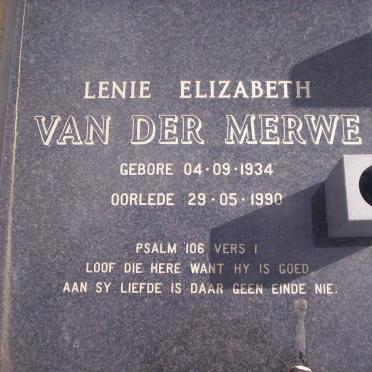 LENIE ELIZABETH
VAN DER MERWE
GEBORE 04·09·1934
OORLEDE 29·05·1990
PSALM 106 VERS 1
LOOF DIE HERE WANT HY IS GOED
AAN SY LIEFDE IS DAAR GEEN EINDE NIE.